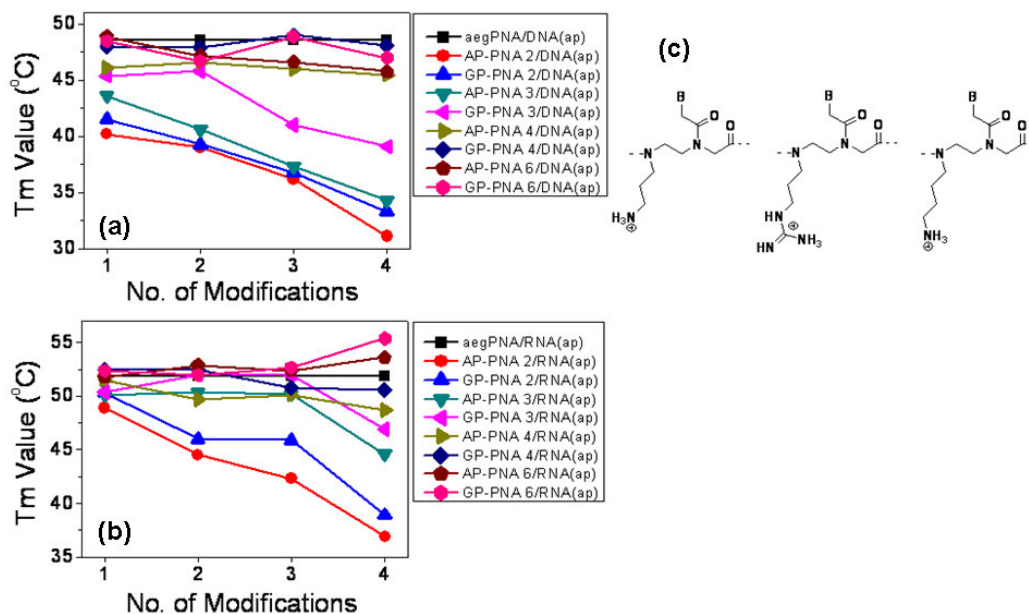 50
45
40
35
30
Tm Value (⁰C)
1 2 3 4
No. of Modifications
(a)
aegPNA/DNA(ap)
AP-PNA 2/DNA(ap)
GP-PNA 2/DNA(ap)
AP-PNA 3/DNA(ap)
GP-PNA 3/DNA(ap)
AP-PNA 4/DNA(ap)
GP-PNA 4/DNA(ap)
AP-PNA 6/DNA(ap)
GP-PNA 6/DNA(ap)
(c)
B
O
O
N
N
H₃N
⊕
B
O
O
N
N
HN
⊕
HN
NH₃
B
O
O
N
N
NH₃
⊕
55
50
45
40
35
Tm Value (⁰C)
1 2 3 4
No. of Modifications
(b)
aegPNA/RNA(ap)
AP-PNA 2/RNA(ap)
GP-PNA 2/RNA(ap)
AP-PNA 3/RNA(ap)
GP-PNA 3/RNA(ap)
AP-PNA 4/RNA(ap)
GP-PNA 4/RNA(ap)
AP-PNA 6/RNA(ap)
GP-PNA 6/RNA(ap)